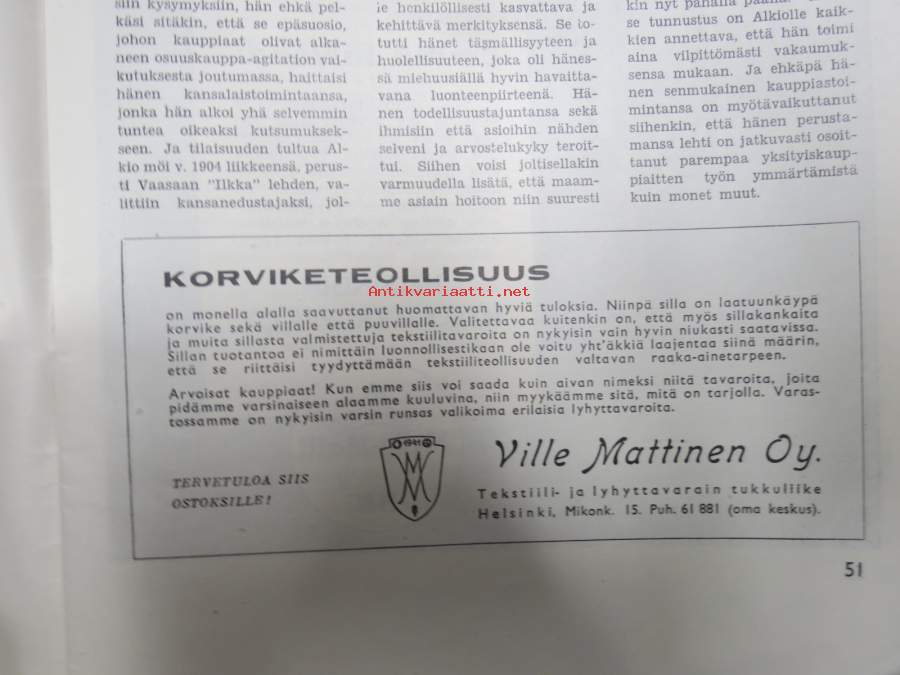 siin kysymyksiin, hän ehkä pel-
käsi sitäkin, että se epäsuosio,
johon kauppiaat olivat alka-
neen osuuskauppa-agitation vai-
kutuksesta joutumassa, haittaisi
hänen kansalaistoimintaansa,
jonka hän alkoi yhä selvemmin
tuntea oikeaksi kutsumuksek-
seen. Ja tilaisuuden tultua Al-
kio möi v. 1904 liikkeensä, perus-
ti Vaasaan "Ilkka" lehden, va-
littiin kansanedustajaksi, jol-
ie henkilöllisesti kasvattava ja
kehittävä merkityksensä. Se to-
tutti hänet täsmällisyyteen ja
huolellisuuteen, joka oli hänes-
sä miehuusiällä hyvin havaitta-
vana luonteenpiirteenä. Hä-
nen todellisuustajuntansa sekä
ihmisiin että asioihin nähden
selveni ja arvostelukyky teroit-
tui. Siihen voisi joltisellakin
varmuudella lisätä, että maam-
me asiain hoitoon niin suuresti
kin nyt pahalla
se tunnustus on Alkiolle kaik-
kien annettava, että hän toimi
aina vilpittömästi vakaumuk-
sensa mukaan. Ja ehkäpä hä-
nen senmukainen kauppiastoi-
mintansa on myötävaikuttanut
siihenkin, että hänen perusta-
mansa lehti on jatkuvasti osoit-
tanut parempaa yksityiskaup-
piaitten työn ymmärtämistä
kuin monet muut.
KORVIKETEOLLISUUS
Antikvariaatti.net
on monella alalla saavuttanut huomattavan hyviä tuloksia. Niinpä silla on laatuunkäypä
korvike sekä villalle että puuvillalle. Valitettavaa kuitenkin on, että myös sillakankaita
ja muita sillasta valmistettuja tekstiilitavaroita on nykyisin vain hyvin niukasti saatavissa.
Sillan tuotantoa ei nimittäin luonnollisestikaan ole voitu yht'äkkiä laajentaa siinä määrin,
että se riittäisi tyydyttämään tekstiiliteollisuuden valtavan raaka-ainetarpeen.
Arvoisat kauppiaat! Kun emme siis voi saada kuin aivan nimeksi niitä tavaroita, joita
pidämme varsinaiseen alaamme kuuluvina, niin myykäämme sitä, mitä on tarjolla. Varas-
tossamme on nykyisin varsin runsas valikoima erilaisia lyhyttavaroita.
TERVETULOA SIIS
OSTOKSILLE!
1941
VM
Ville Mattinen Oy.
Tekstiili- ja lyhyttavarain tukkuliike
Helsinki, Mikonk. 15. Puh. 61 881 (oma keskus).
51